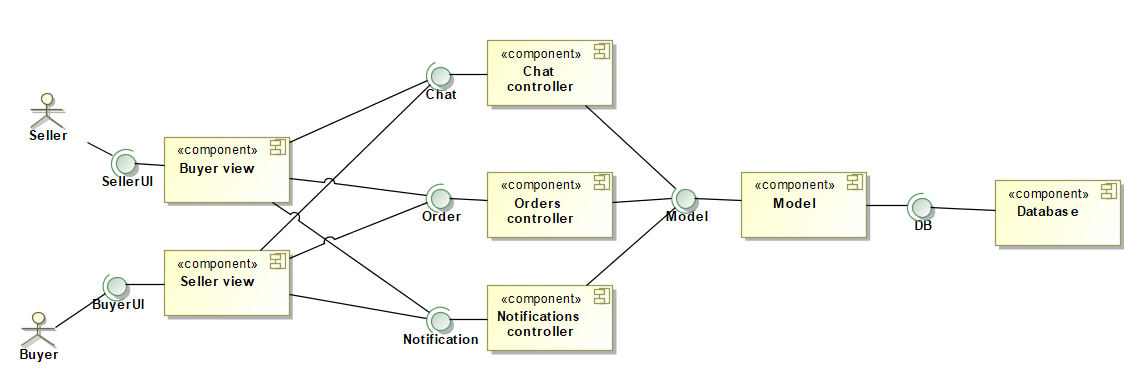 «component»
Chat
controller
Chat
Seller
«component»
Buyer view
SellerUI
«component»
Orders
controller
Order
«component»
Model
Model
«component»
Database
DB
«component»
Seller view
BuyerUI
Buyer
«component»
Notifications
controller
Notification